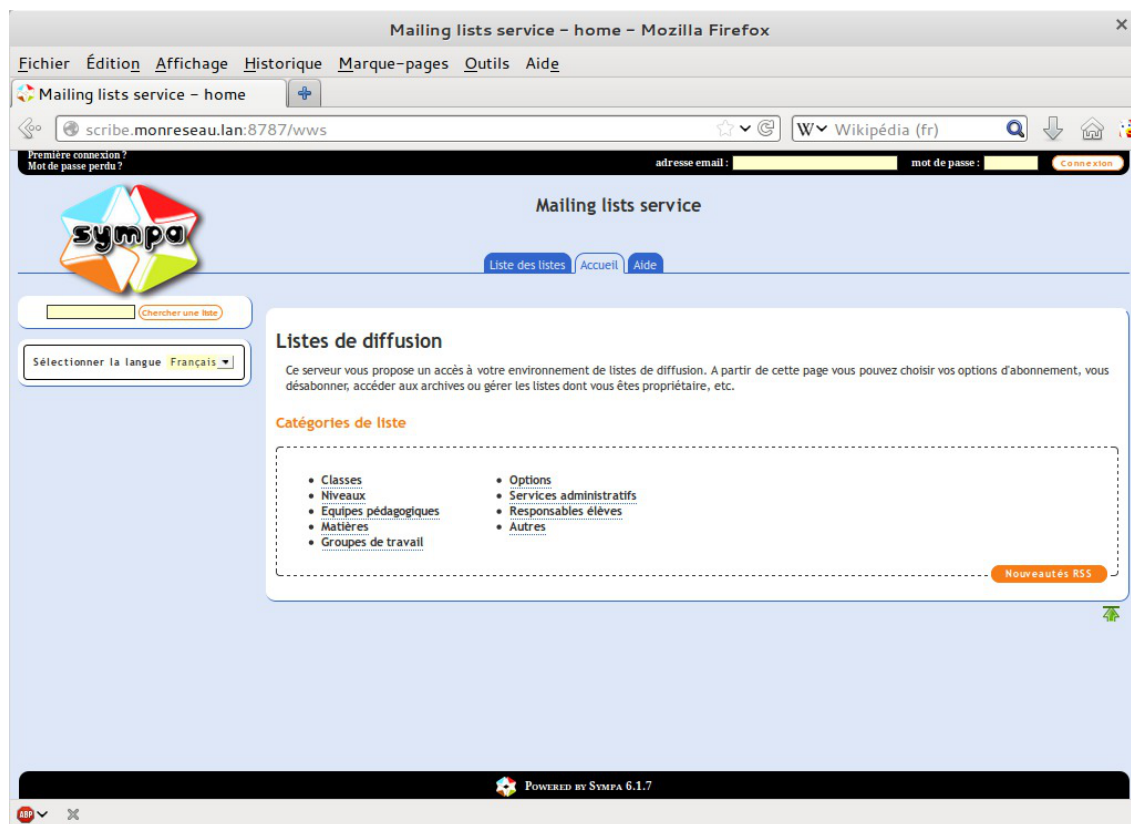 Mailing lists service – home – Mozilla Firefox
Fichier Édition Affichage Historique Marque-pages Outils Aide
Mailing lists service – home
scribe.monreseau.lan:8787/wws
W Wikipédia (fr)
Première connexion ?
Mot de passe perdu ?
adresse email :
mot de passe :
Connexion
sympa
Mailing lists service
Liste des listes
Accueil
Aide
Chercher une liste
Sélectionner la langue Français
Listes de diffusion
Ce serveur vous propose un accès à votre environnement de listes de diffusion. A partir de cette page vous pouvez choisir vos options d'abonnement, vous
désabonner, accéder aux archives ou gérer les listes dont vous êtes propriétaire, etc.
Catégories de liste
Classes
Niveaux
Equipes pédagogiques
Matières
Groupes de travail
Options
Services administratifs
Responsables élèves
Autres
Nouveautés RSS
Powered by Sympa 6.1.7
ABP